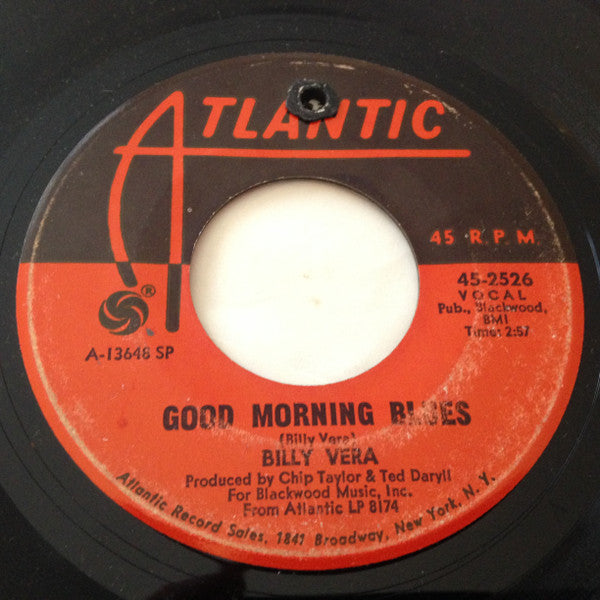 ATLANTIC
®
45 R.P.M.
45-2526
VOCAL
Pub., Blackwood,
BMI
Time: 2:57
A-13648 SP
GOOD MORNING BLUES
(Billy Vera)
BILLY VERA
Produced by Chip Taylor & Ted Daryll
For Blackwood Music, Inc.
From Atlantic LP 8174
Atlantic Record Sales, 1841 Broadway, New York, N. Y.